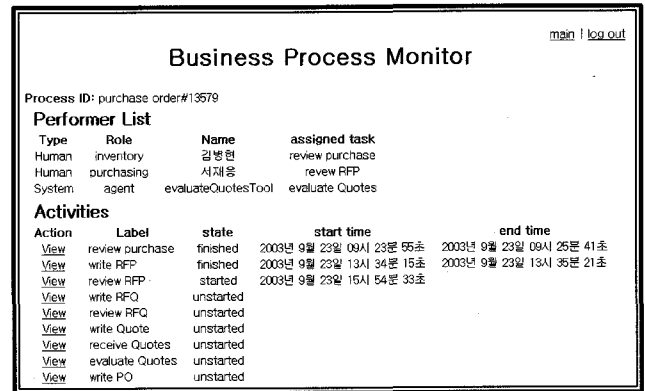 main | log out
Business Process Monitor
Process ID: purchase order#13579
Performer List
Type Role Name assigned task
Human inventory 김병현 review purchase
Human purchasing 서재응 revew RFP
System agent evaluateQuotesTool evaluate Quotes
Activities
Action Label state start time end time
View review purchase finished 2003년 9월 23일 09시 23분 55초 2003년 9월 23일 09시 25분 41초
View write RFP finished 2003년 9월 23일 13시 34분 15초 2003년 9월 23일 13시 35분 21초
View review RFP started 2003년 9월 23일 15시 54분 33초
View write RFQ unstarted
View review RFQ unstarted
View write Quote unstarted
View receive Quotes unstarted
View evaluate Quotes unstarted
View write PO unstarted